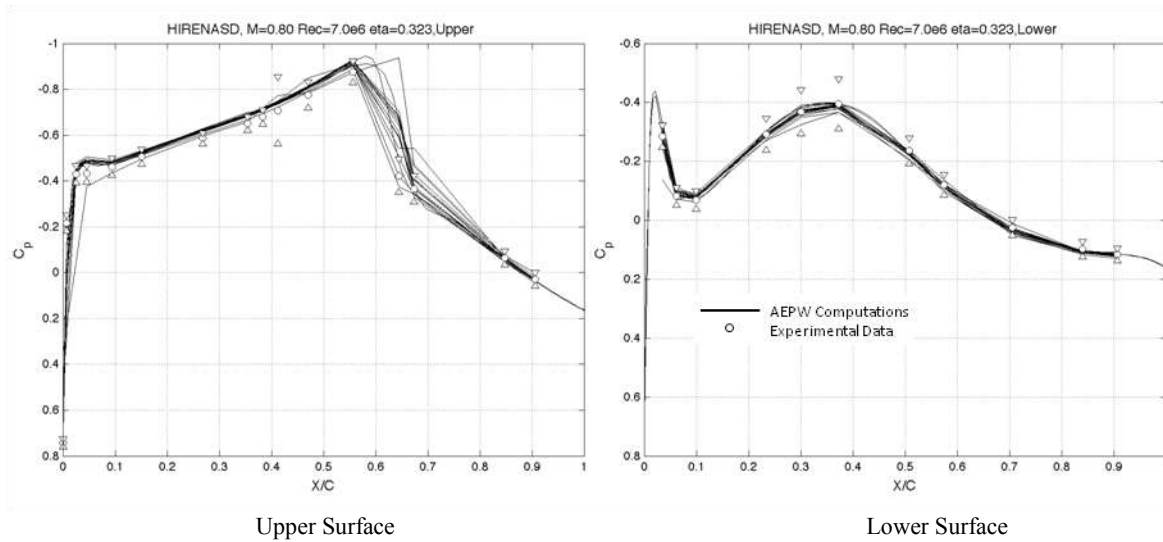 HIRENASD, M=0.80 Rec=7.0e6 eta=0.323,Upper
-1
-0.8
-0.6
-0.4
-0.2
0
0.2
0.4
0.6
0.8
Cp
0 0.1 0.2 0.3 0.4 0.5 0.6 0.7 0.8 0.9 1
X/C
Upper Surface
HIRENASD, M=0.80 Rec=7.0e6 eta=0.323,Lower
-0.6
-0.4
-0.2
0
0.2
0.4
0.6
0.8
Cp
AEPW Computations
Experimental Data
0 0.1 0.2 0.3 0.4 0.5 0.6 0.7 0.8 0.9
X/C
Lower Surface